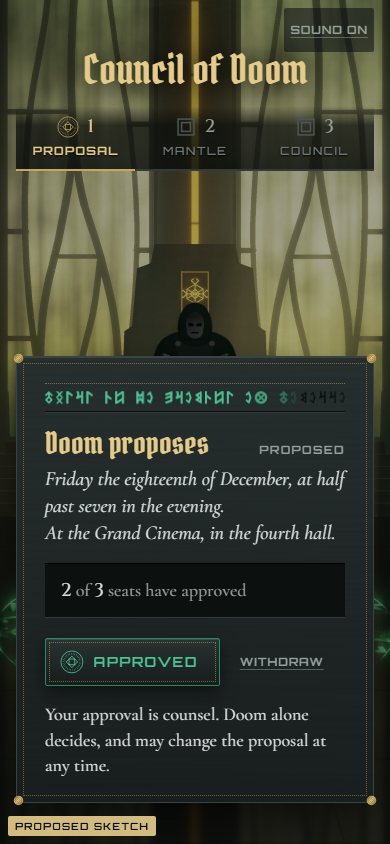 SOUND ON
Council of Doom
1
PROPOSAL
2
MANTLE
3
COUNCIL
Doom proposes
PROPOSED
Friday the eighteenth of December, at half
past seven in the evening.
At the Grand Cinema, in the fourth hall.
2 of 3 seats have approved
APPROVED
WITHDRAW
Your approval is counsel. Doom alone
decides, and may change the proposal at
any time.
PROPOSED SKETCH